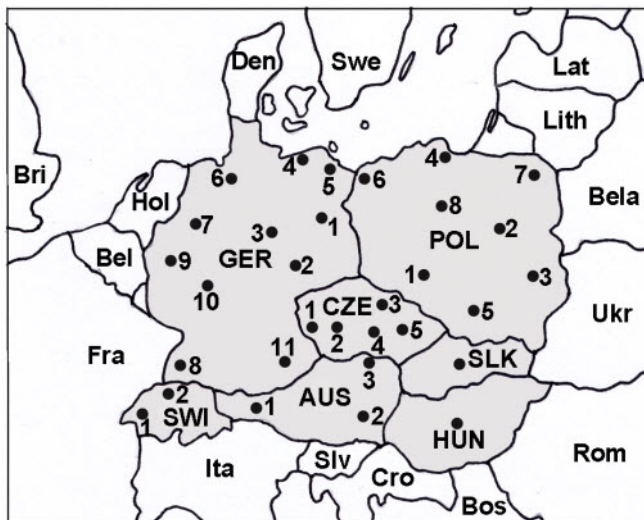 Den Swe Lat
Lith
4 4
Bri 6 5 6 7 Bela
Hol
7 1 8 2
3 GER POL
Bel 9 2 1 3
10 CZE 3 5 Ukr
1 2 4 5
Fra 8 11 3 SLK
2 AUS
1 SWI 1 2 HUN
Ita Slv Cro Rom
Bos